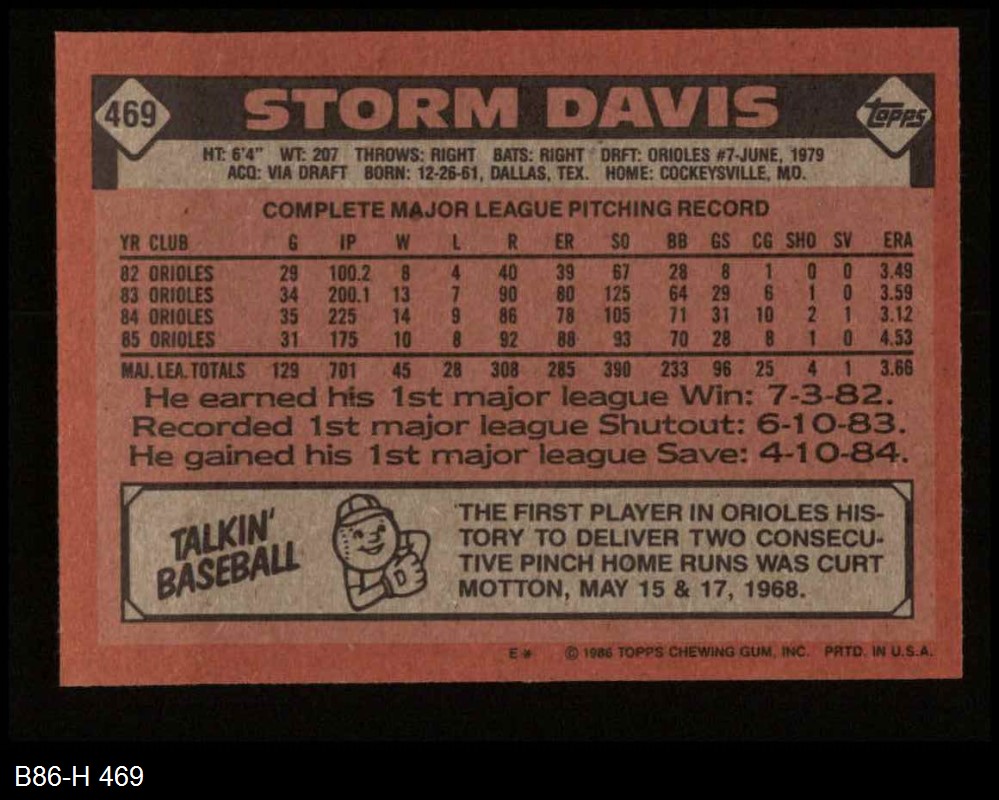 469 STORM DAVIS TOPPS
HT: 6'4" WT: 207 THROWS: RIGHT BATS: RIGHT DRFT: ORIOLES #7-JUNE, 1979
ACQ: VIA DRAFT BORN: 12-26-61, DALLAS, TEX. HOME: COCKEYSVILLE, MD.
COMPLETE MAJOR LEAGUE PITCHING RECORD
YR CLUB G IP W L R ER SO BB GS CG SHO SV ERA
82 ORIOLES 29 100.2 8 4 40 39 67 28 8 1 0 0 3.49
83 ORIOLES 34 200.1 13 7 90 80 125 64 29 6 1 0 3.59
84 ORIOLES 35 225 14 9 86 78 105 71 31 10 2 1 3.12
85 ORIOLES 31 175 10 8 92 88 93 70 28 8 1 0 4.53
MAJ. LEA. TOTALS 129 701 45 28 308 285 390 233 96 25 4 1 3.66
He earned his 1st major league Win: 7-3-82.
Recorded 1st major league Shutout: 6-10-83.
He gained his 1st major league Save: 4-10-84.
TALKIN'
BASEBALL
THE FIRST PLAYER IN ORIOLES HIS-
TORY TO DELIVER TWO CONSECU-
TIVE PINCH HOME RUNS WAS CURT
MOTTON, MAY 15 & 17, 1968.
E* © 1986 TOPPS CHEWING GUM, INC. PRTD. IN U.S.A.
B86-H 469